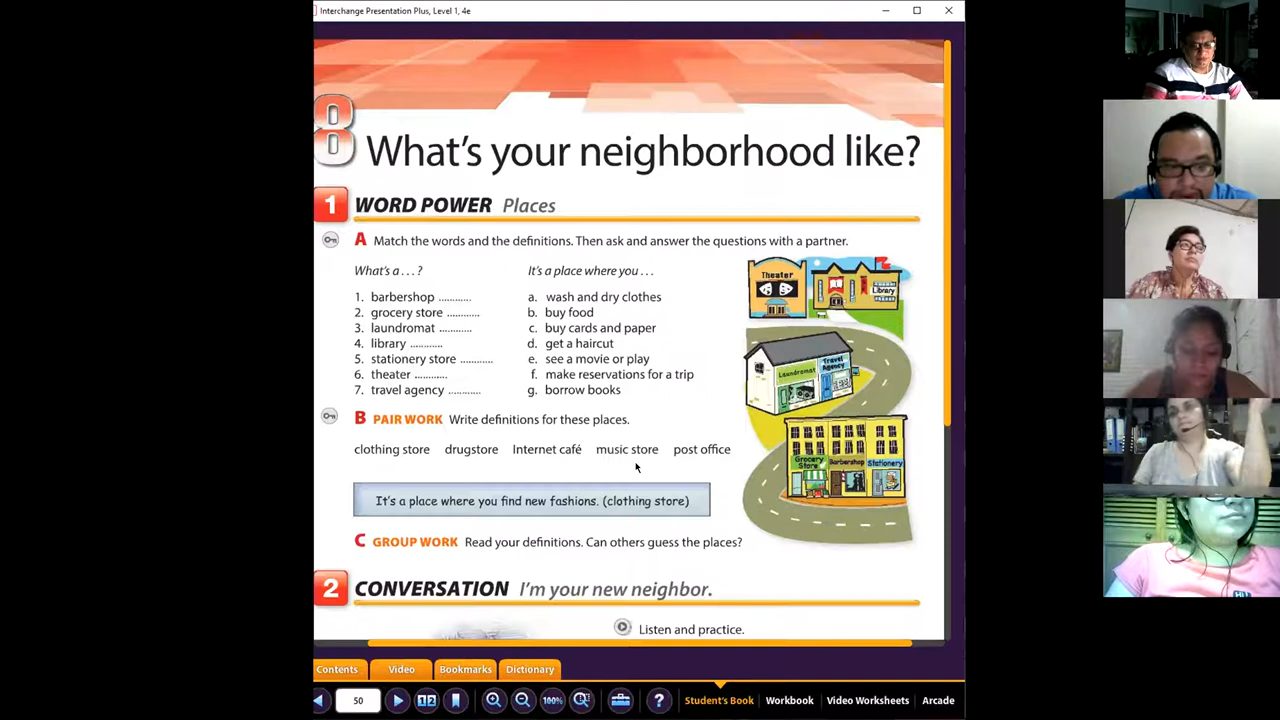 Interchange Presentation Plus, Level 1, 4e
8
What's your neighborhood like?
1 WORD POWER Places
A Match the words and the definitions. Then ask and answer the questions with a partner.
What's a . . . ? It's a place where you . . .
1. barbershop ............ a. wash and dry clothes
2. grocery store ............ b. buy food
3. laundromat ............ c. buy cards and paper
4. library ............ d. get a haircut
5. stationery store ............ e. see a movie or play
6. theater ............ f. make reservations for a trip
7. travel agency ............ g. borrow books
Theater
Library
Laundromat
Travel Agency
Grocery Store
Barbershop
Stationery
B PAIR WORK Write definitions for these places.
clothing store drugstore Internet café music store post office
It's a place where you find new fashions. (clothing store)
C GROUP WORK Read your definitions. Can others guess the places?
2 CONVERSATION I'm your new neighbor.
Listen and practice.
Contents Video Bookmarks Dictionary
50 1 2 100% ? Student's Book Workbook Video Worksheets Arcade